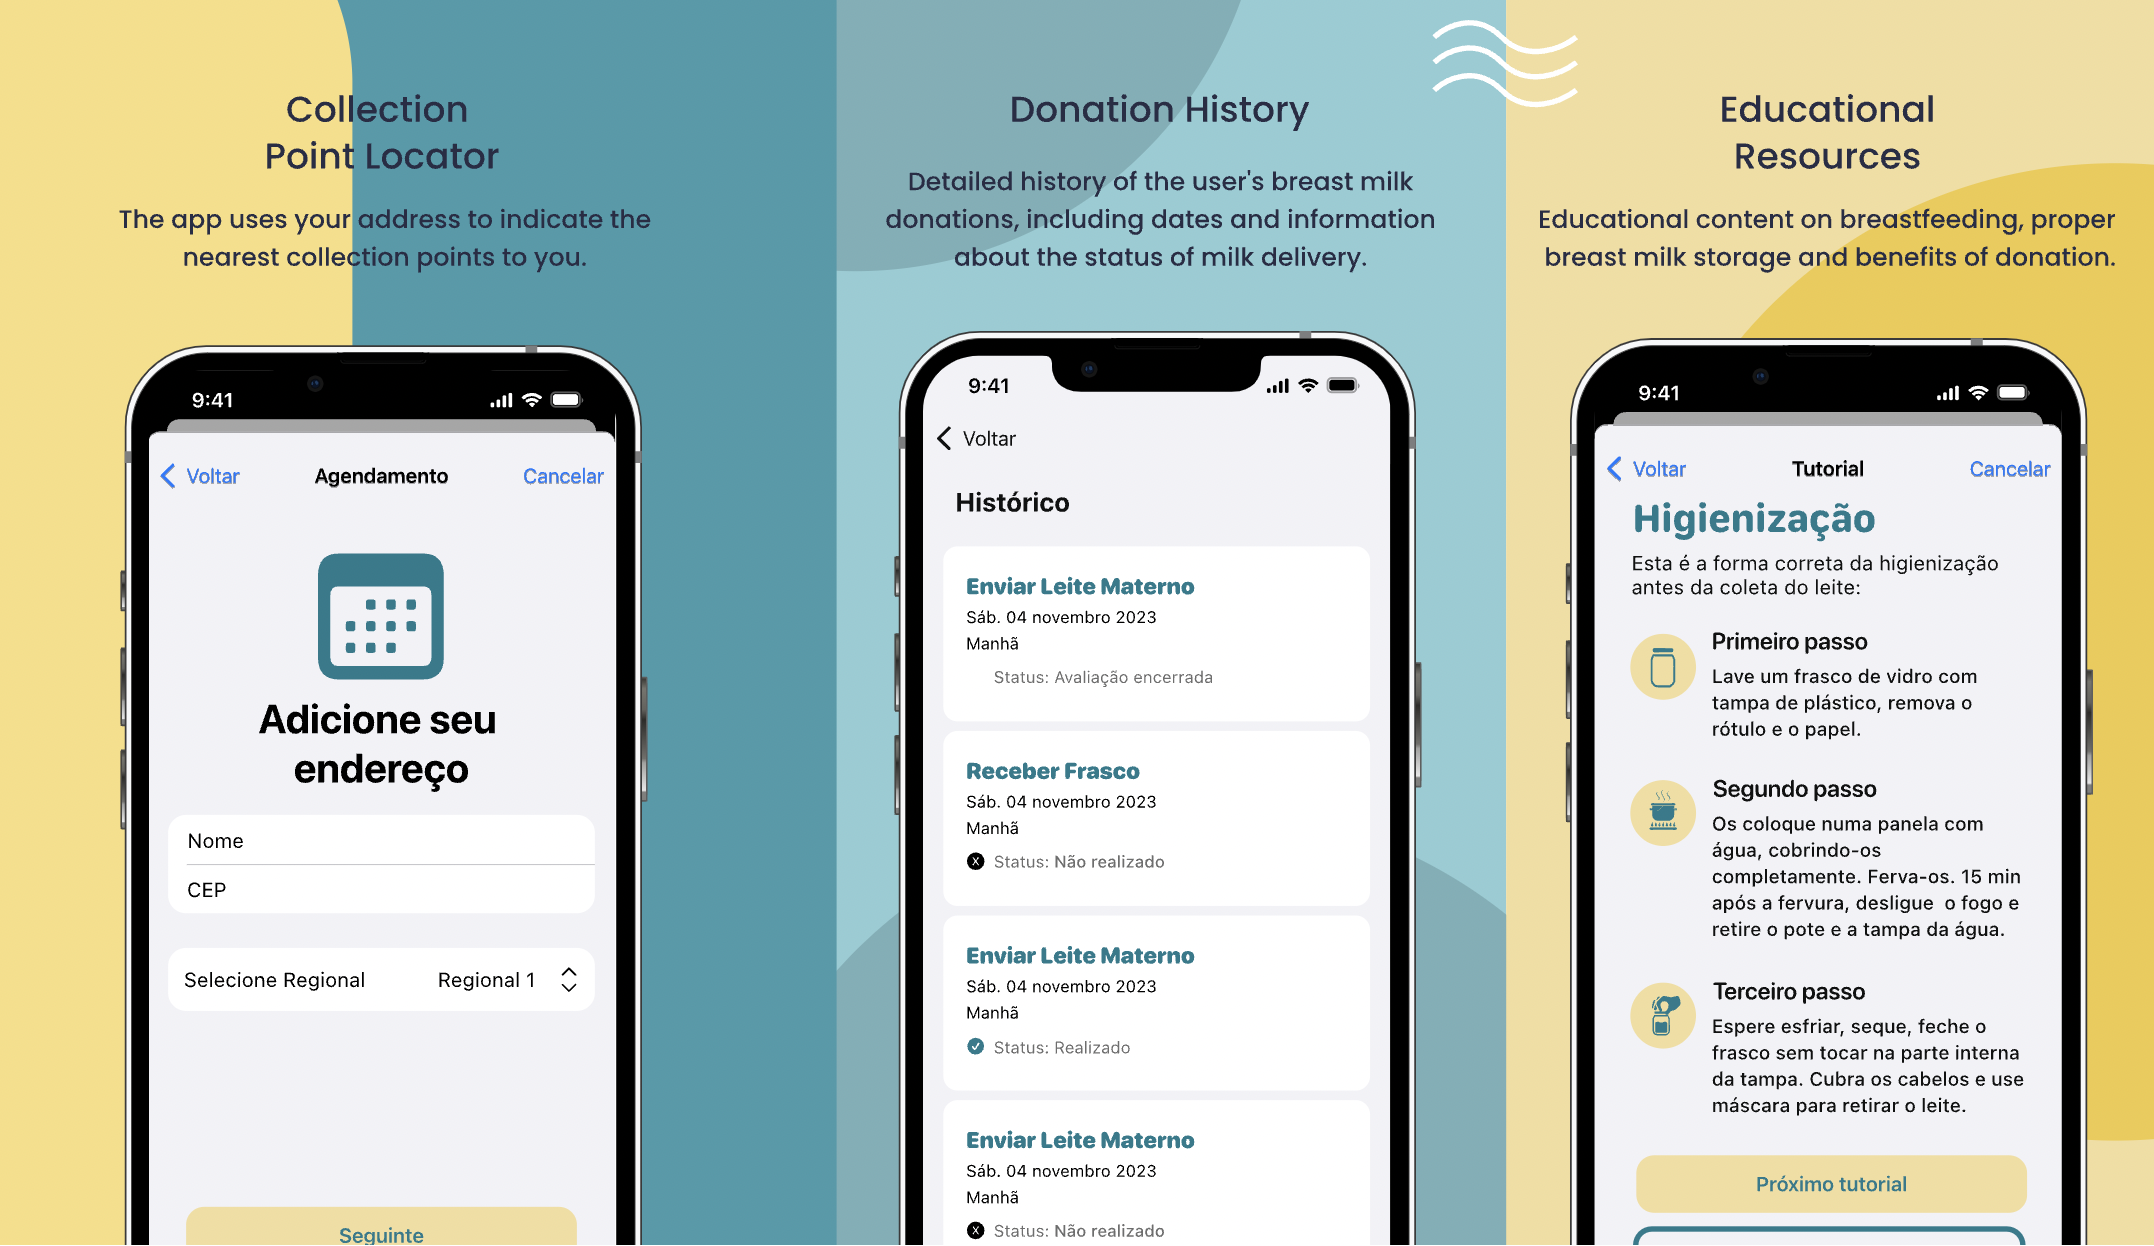 Collection
Point Locator
The app uses your address to indicate the
nearest collection points to you.
9:41
Voltar
Agendamento
Cancelar
Adicione seu
endereço
Nome
CEP
Selecione Regional
Regional 1
Seguinte
Donation History
Detailed history of the user's breast milk
donations, including dates and information
about the status of milk delivery.
9:41
Voltar
Histórico
Enviar Leite Materno
Sáb. 04 novembro 2023
Manhã
Status: Avaliação encerrada
Receber Frasco
Sáb. 04 novembro 2023
Manhã
X Status: Não realizado
Enviar Leite Materno
Sáb. 04 novembro 2023
Manhã
Status: Realizado
Enviar Leite Materno
Sáb. 04 novembro 2023
Manhã
X Status: Não realizado
Educational
Resources
Educational content on breastfeeding, proper
breast milk storage and benefits of donation.
9:41
Voltar
Tutorial
Cancelar
Higienização
Esta é a forma correta da higienização
antes da coleta do leite:
Primeiro passo
Lave um frasco de vidro com
tampa de plástico, remova o
rótulo e o papel.
Segundo passo
Os coloque numa panela com
água, cobrindo-os
completamente. Ferva-os. 15 min
após a fervura, desligue  o fogo e
retire o pote e a tampa da água.
Terceiro passo
Espere esfriar, seque, feche o
frasco sem tocar na parte interna
da tampa. Cubra os cabelos e use
máscara para retirar o leite.
Próximo tutorial